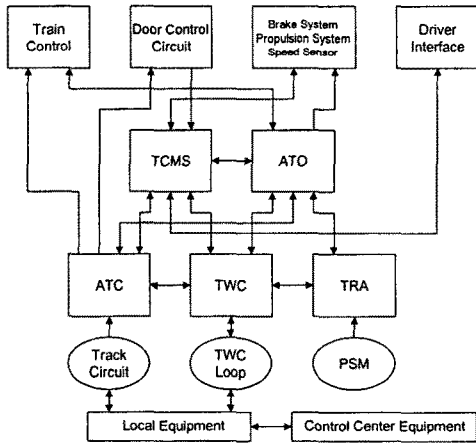 Train
Control
Door Control
Circuit
Brake System
Propulsion System
Speed Sensor
Driver
Interface
TCMS
ATO
ATC
TWC
TRA
Track
Circuit
TWC
Loop
PSM
Local Equipment
Control Center Equipment